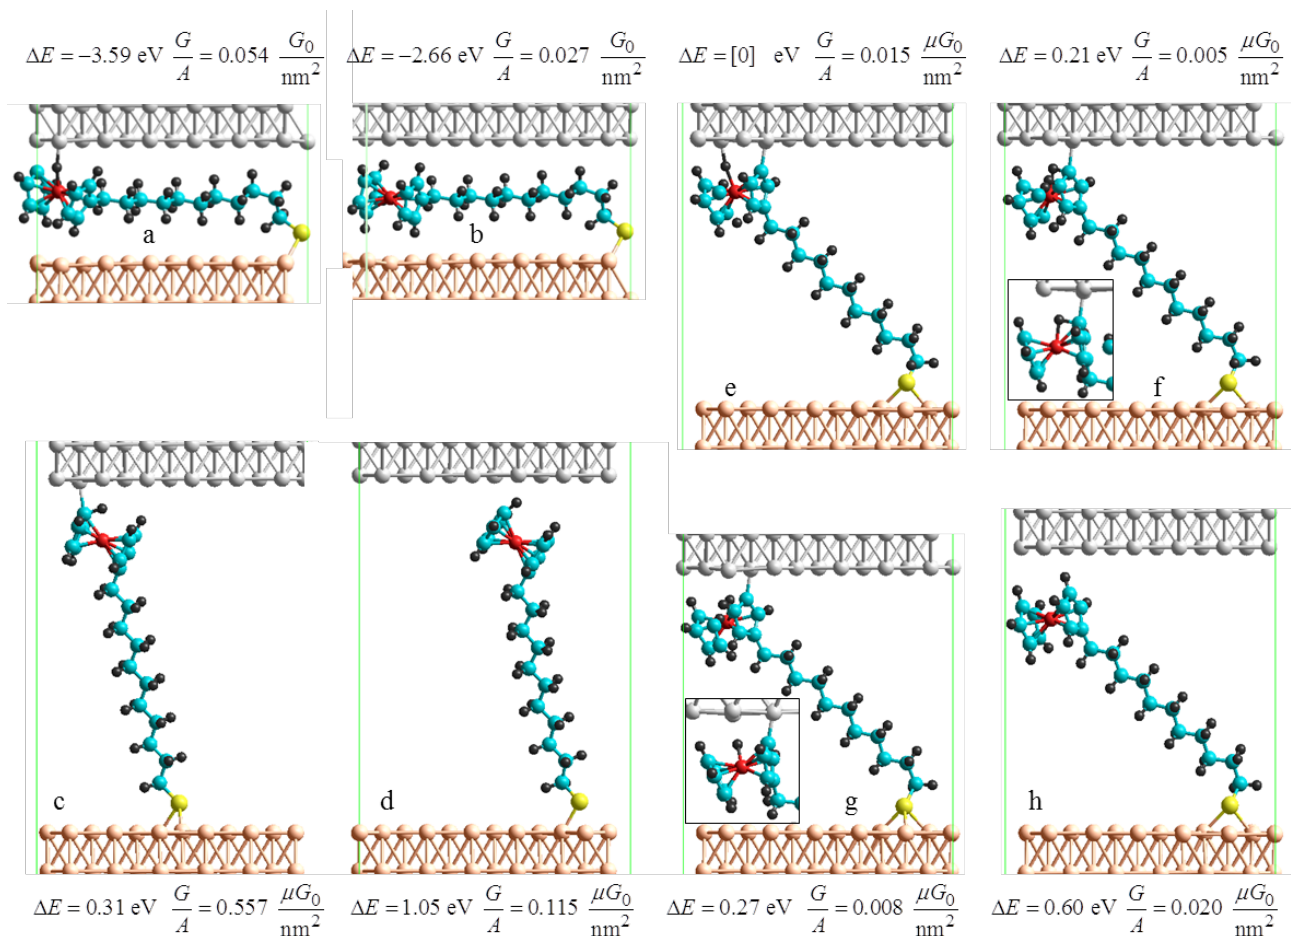 ΔE = −3.59 eV G/A = 0.054 G₀/nm²
ΔE = −2.66 eV G/A = 0.027 G₀/nm²
ΔE = [0] eV G/A = 0.015 μG₀/nm²
ΔE = 0.21 eV G/A = 0.005 μG₀/nm²
a
b
e
f
c
d
g
h
ΔE = 0.31 eV G/A = 0.557 μG₀/nm²
ΔE = 1.05 eV G/A = 0.115 μG₀/nm²
ΔE = 0.27 eV G/A = 0.008 μG₀/nm²
ΔE = 0.60 eV G/A = 0.020 μG₀/nm²